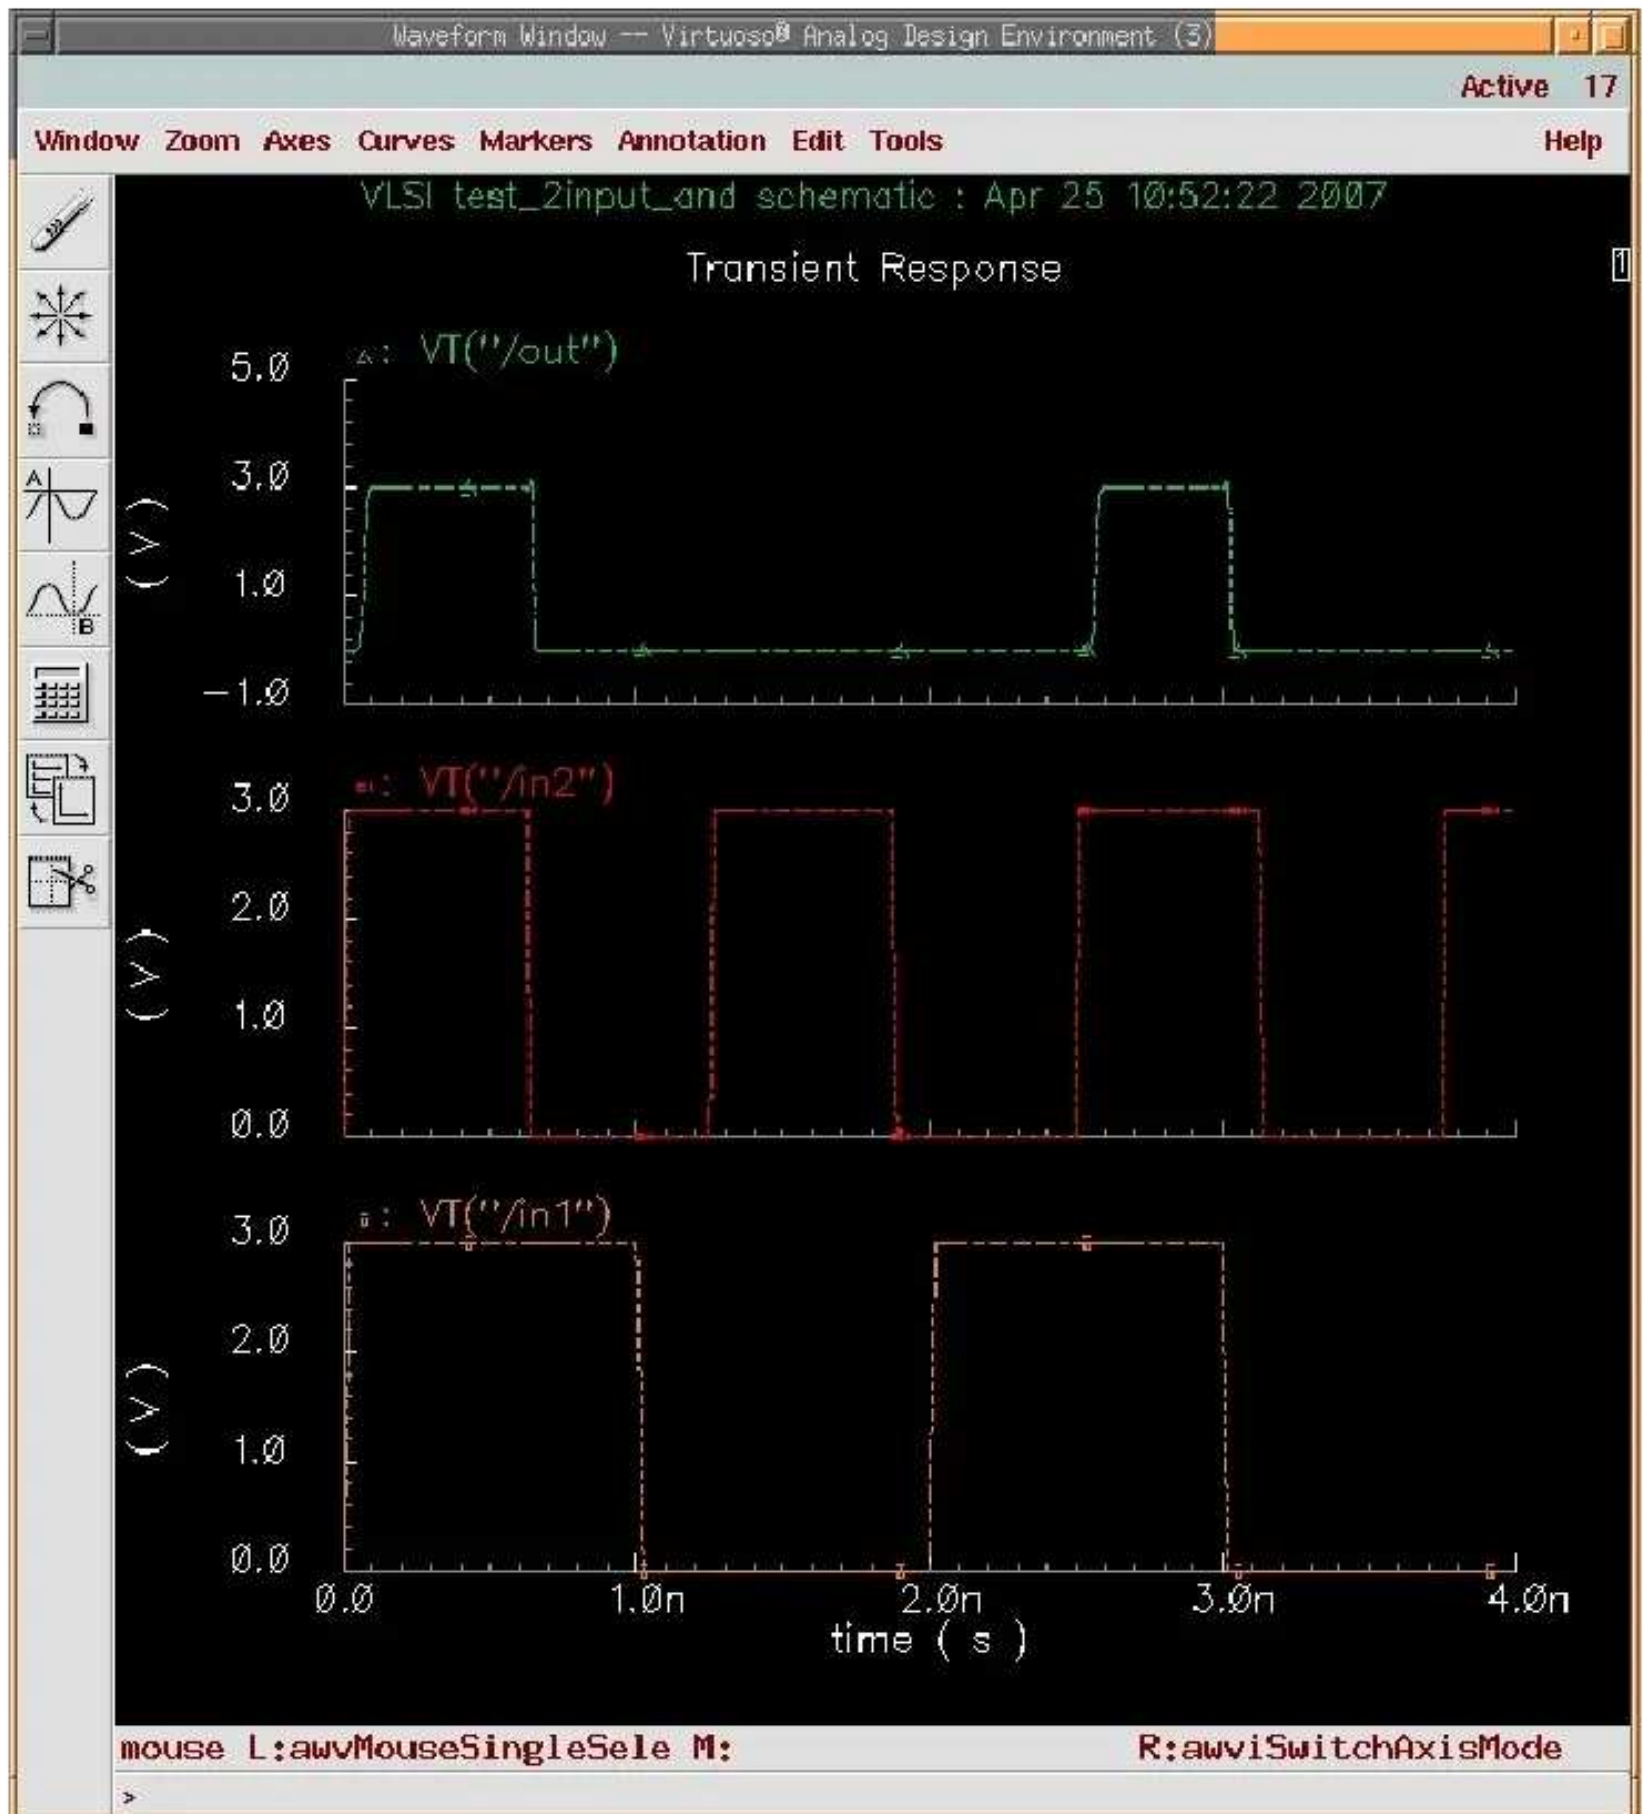 Waveform Window -- Virtuoso® Analog Design Environment (3)
Active 17
Window Zoom Axes Curves Markers Annotation Edit Tools Help
VLSI test_2input_and schematic : Apr 25 10:52:22 2007
Transient Response
1
VT("/out")
5.0
3.0
1.0
-1.0
( V )
VT("/in2")
3.0
2.0
1.0
0.0
( V )
VT("/in1")
3.0
2.0
1.0
0.0
( V )
0.0 1.0n 2.0n 3.0n 4.0n
time ( s )
A
B
mouse L:awvMouseSingleSele M: R:awviSwitchAxisMode
>